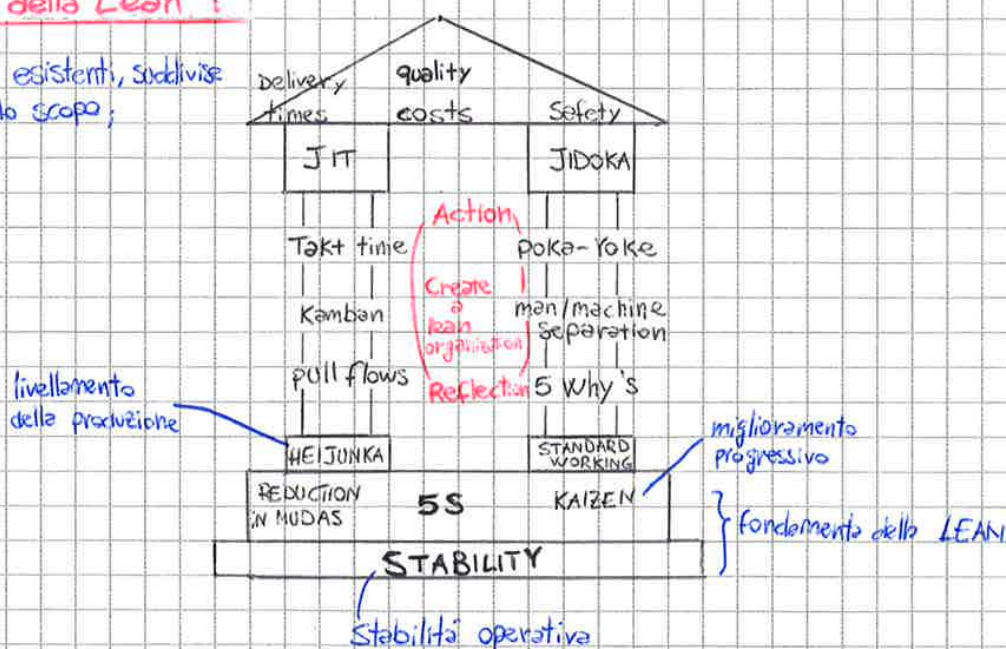 della Lean :
esistenti, suddivise
lo scopo;
Delivery
times
quality
costs
Safety
JIT
JIDOKA
Takt time
Kamban
pull flows
Action
Create
a
lean
organisation
Reflection
poka-Yoke
man/machine
separation
5 Why's
livellamento
della produzione
HEIJUNKA
STANDARD
WORKING
miglioramento
progressivo
REDUCTION
IN MUDAS
5S
KAIZEN
fondamenta della LEAN
STABILITY
Stabilità operativa